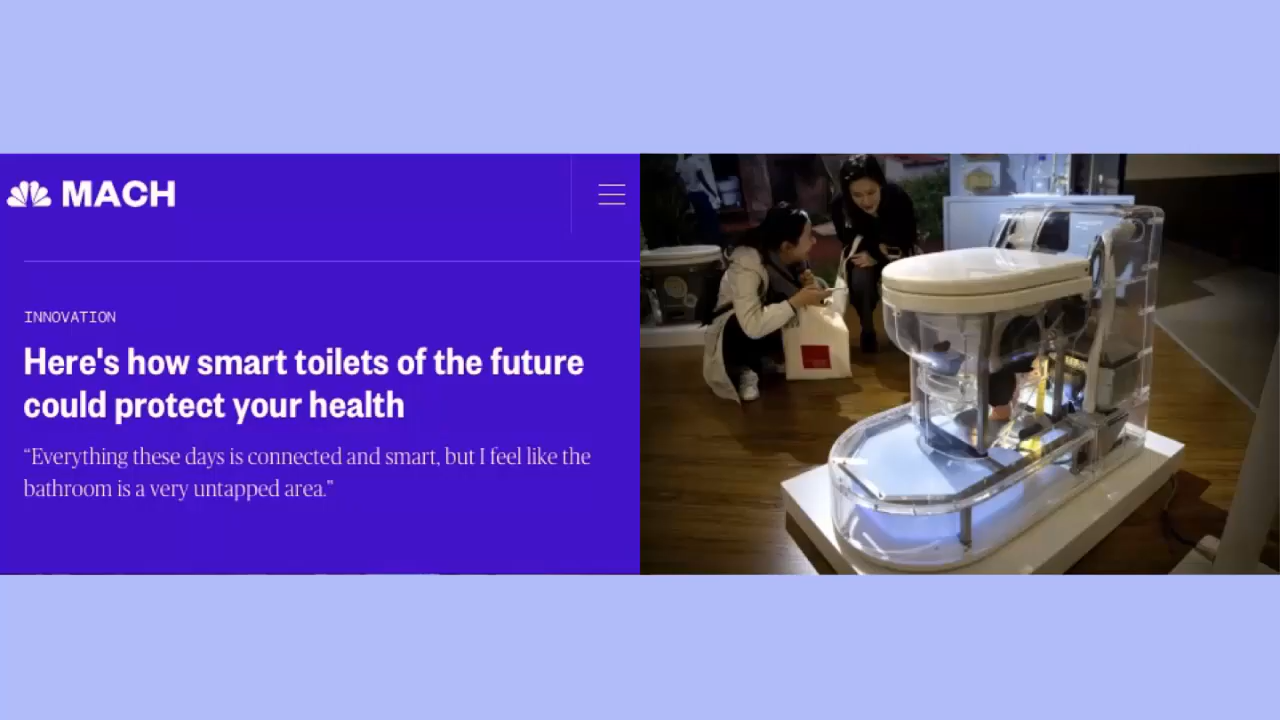 MACH
INNOVATION
Here's how smart toilets of the future
could protect your health
“Everything these days is connected and smart, but I feel like the
bathroom is a very untapped area.”